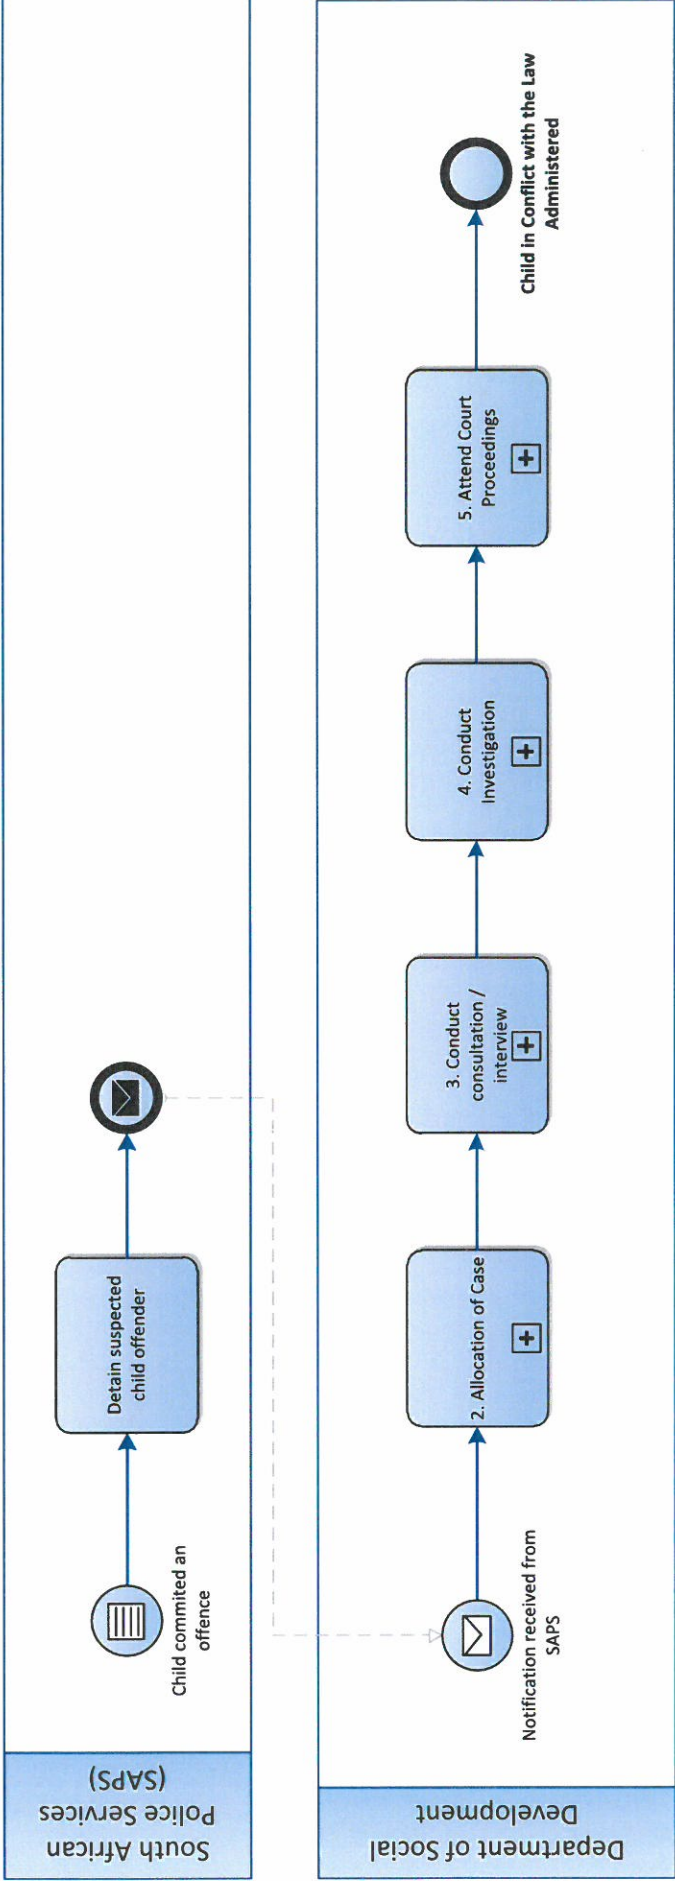 South African
Police Services
(SAPS)
Child commited an
offence
Detain suspected
child offender
Department of Social
Development
Notification received from
SAPS
2. Allocation of Case
3. Conduct
consultation /
interview
4. Conduct
Investigation
5. Attend Court
Proceedings
Child in Conflict with the Law
Administered